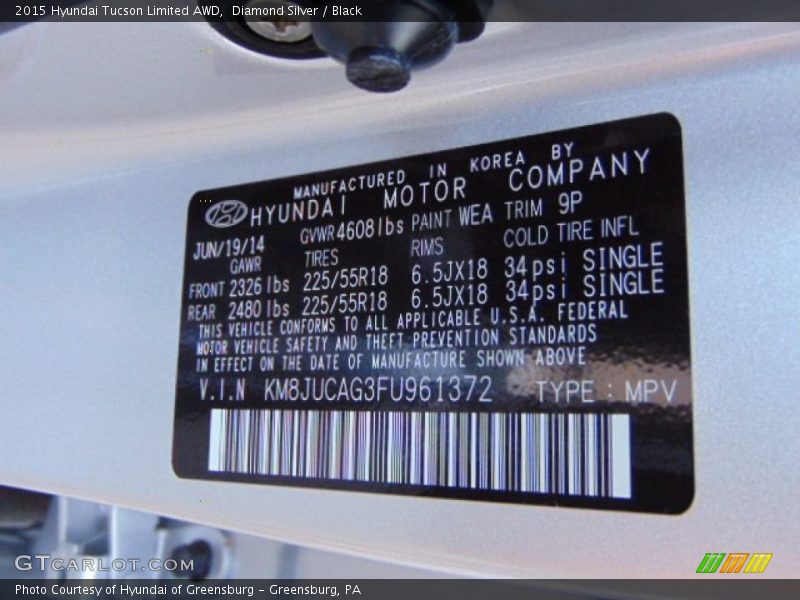 2015 Hyundai Tucson Limited AWD,  Diamond Silver / Black
MANUFACTURED IN KOREA BY
HYUNDAI MOTOR COMPANY
JUN/19/14 GVWR 4608 lbs PAINT WEA TRIM 9P
GAWR TIRES RIMS COLD TIRE INFL
FRONT 2326 lbs 225/55R18 6.5JX18 34psi SINGLE
REAR 2480 lbs 225/55R18 6.5JX18 34psi SINGLE
THIS VEHICLE CONFORMS TO ALL APPLICABLE U.S.A. FEDERAL
MOTOR VEHICLE SAFETY AND THEFT PREVENTION STANDARDS
IN EFFECT ON THE DATE OF MANUFACTURE SHOWN ABOVE
V.I.N KM8JUCAG3FU961372 TYPE : MPV
GTcarlot.com
Photo Courtesy of Hyundai of Greensburg - Greensburg, PA